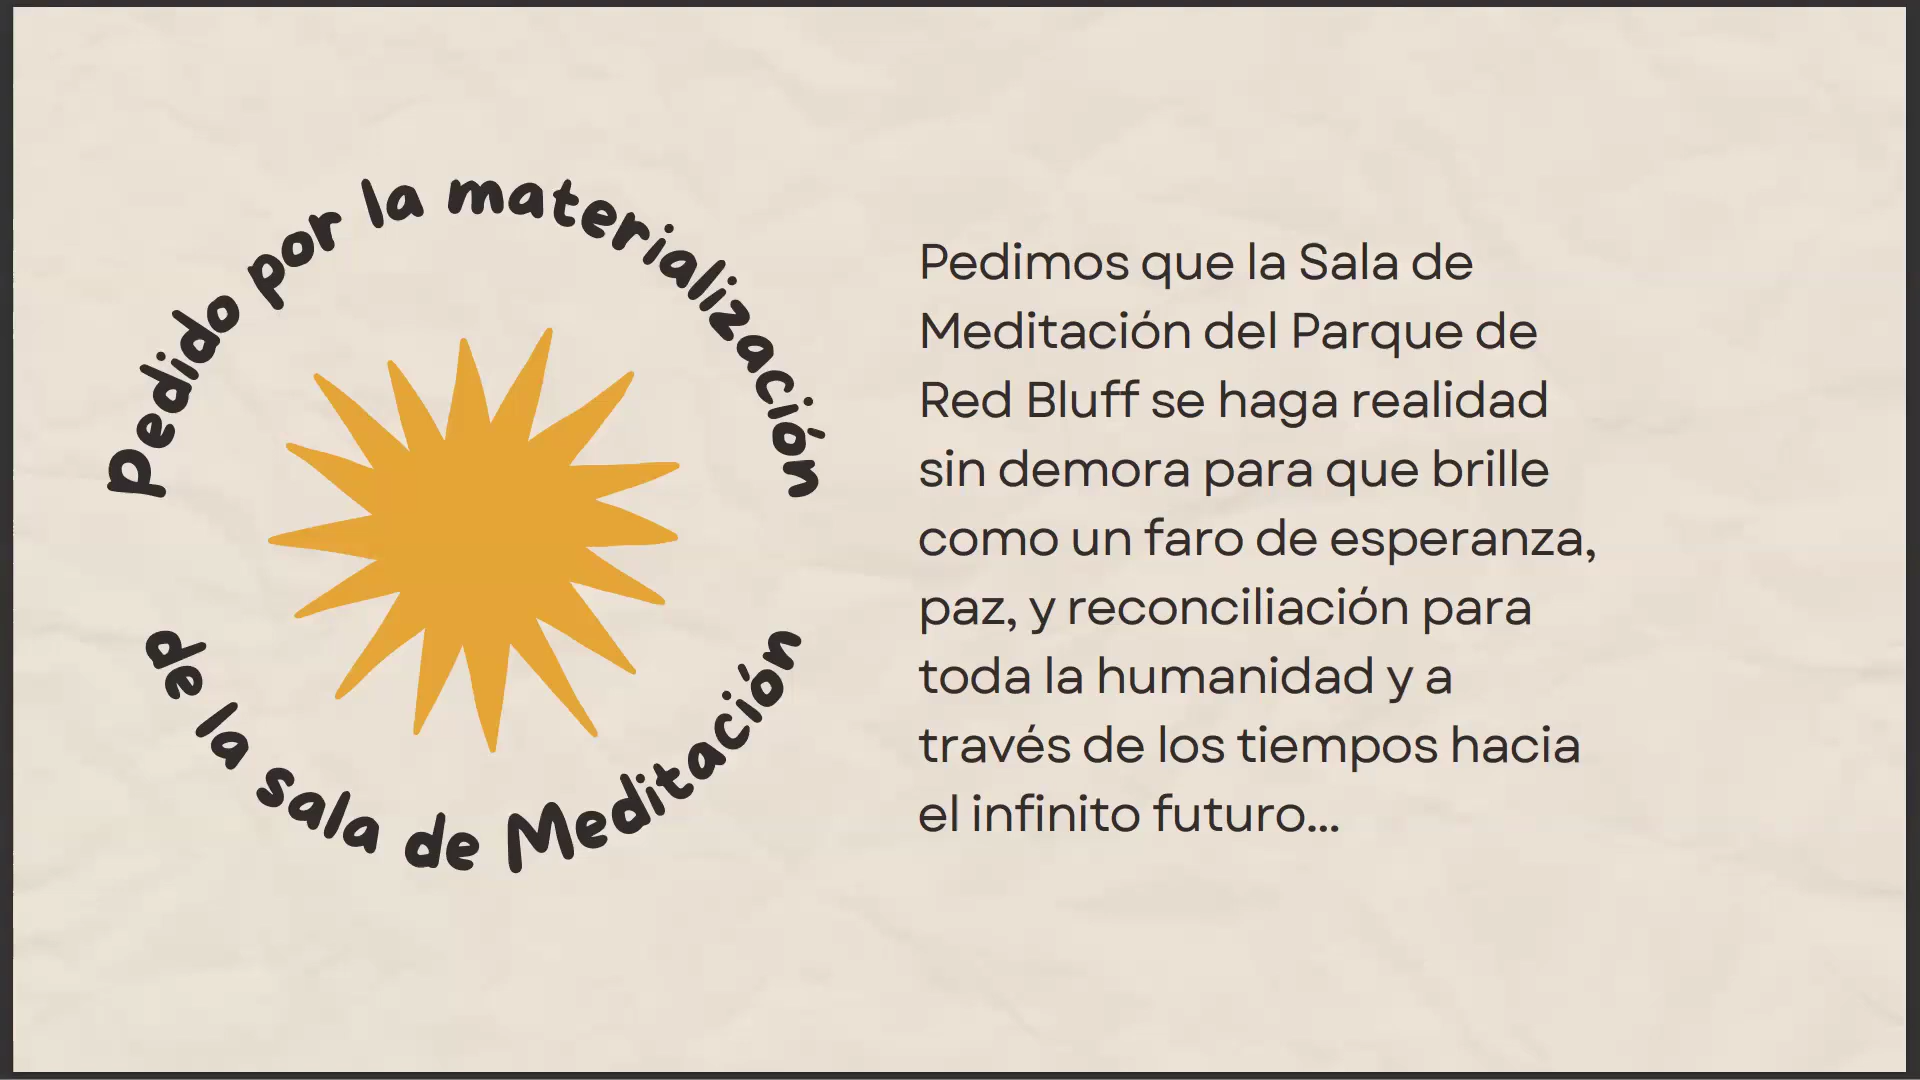 Pedido por la materialización
de la sala de Meditación
Pedimos que la Sala de
Meditación del Parque de
Red Bluff se haga realidad
sin demora para que brille
como un faro de esperanza,
paz, y reconciliación para
toda la humanidad y a
través de los tiempos hacia
el infinito futuro...